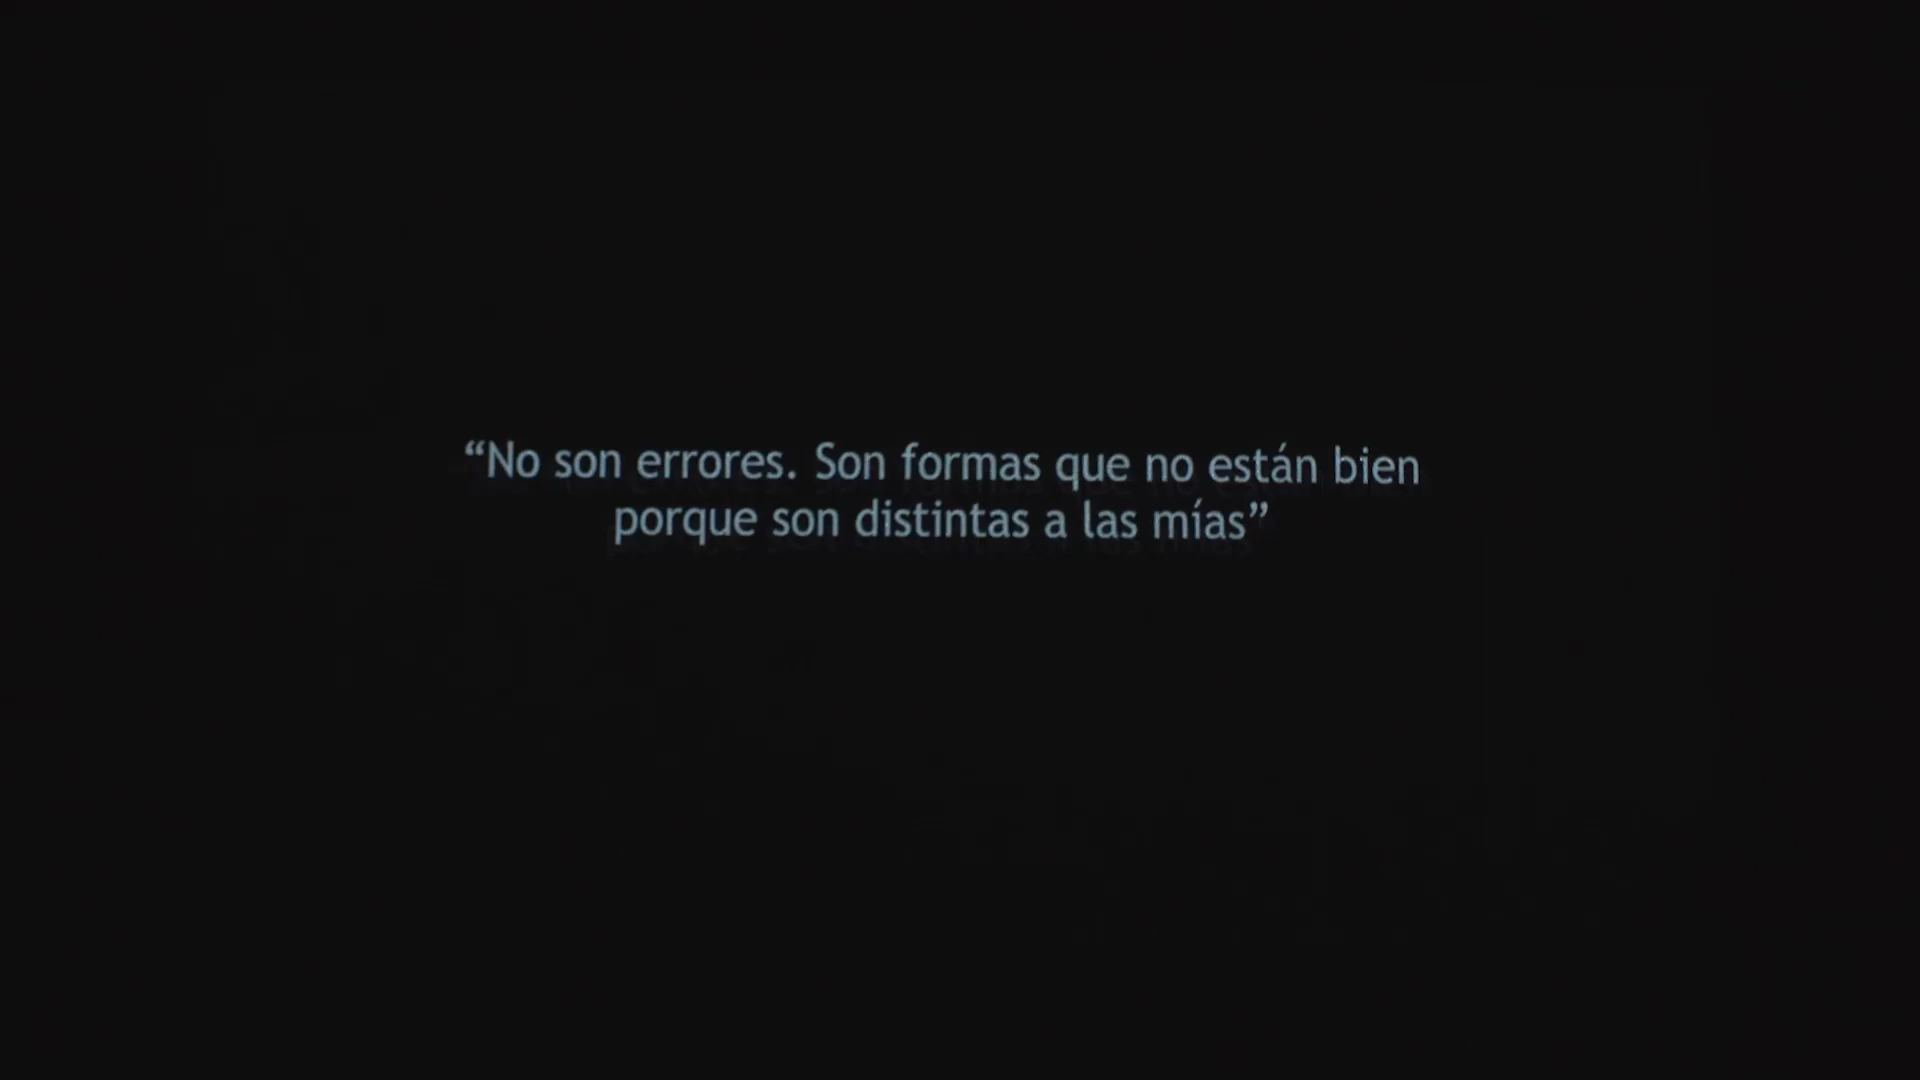 “No son errores. Son formas que no están bien
porque son distintas a las mías”